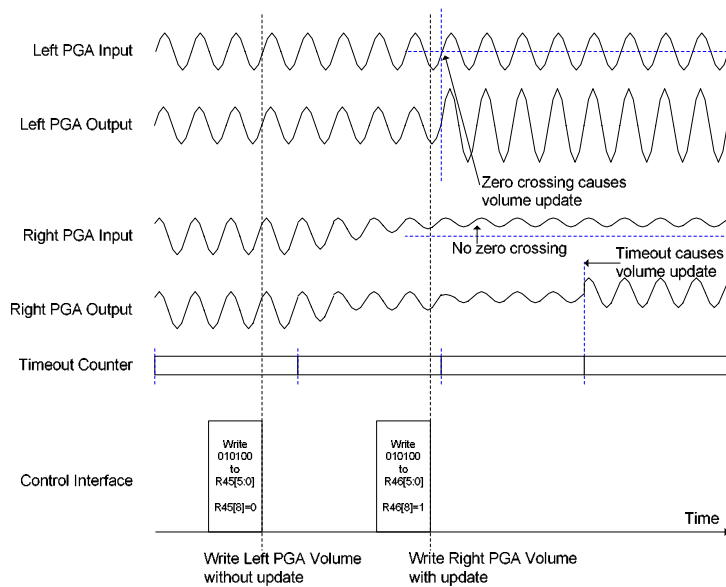 Left PGA Input
Left PGA Output
Zero crossing causes
volume update
Right PGA Input
No zero crossing
Timeout causes
volume update
Right PGA Output
Timeout Counter
Control Interface
Write
010100
to
R45[5:0]
R45[8]=0
Write
010100
to
R46[5:0]
R46[8]=1
Time
Write Left PGA Volume
without update
Write Right PGA Volume
with update